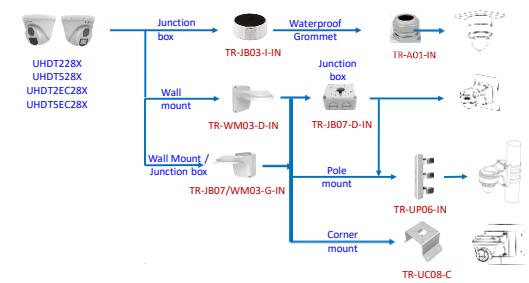 Junction
box
Waterproof
Grommet
TR-JB03-I-IN
TR-A01-IN
UHDT228X
UHDT528X
UHDT2EC28X
UHDT5EC28X
Junction
box
Wall
mount
TR-WM03-D-IN
TR-JB07-D-IN
Wall Mount /
Junction box
TR-JB07/WM03-G-IN
Pole
mount
TR-UP06-IN
Corner
mount
TR-UC08-C